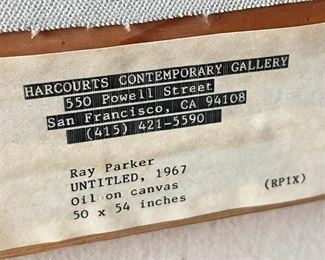 HARCOURTS CONTEMPORARY GALLERY
550 Powell Street
San Francisco, CA 94108
(415) 421-5590
Ray Parker
UNTITLED, 1967
Oil on canvas
50 x 54 inches (RP1X)